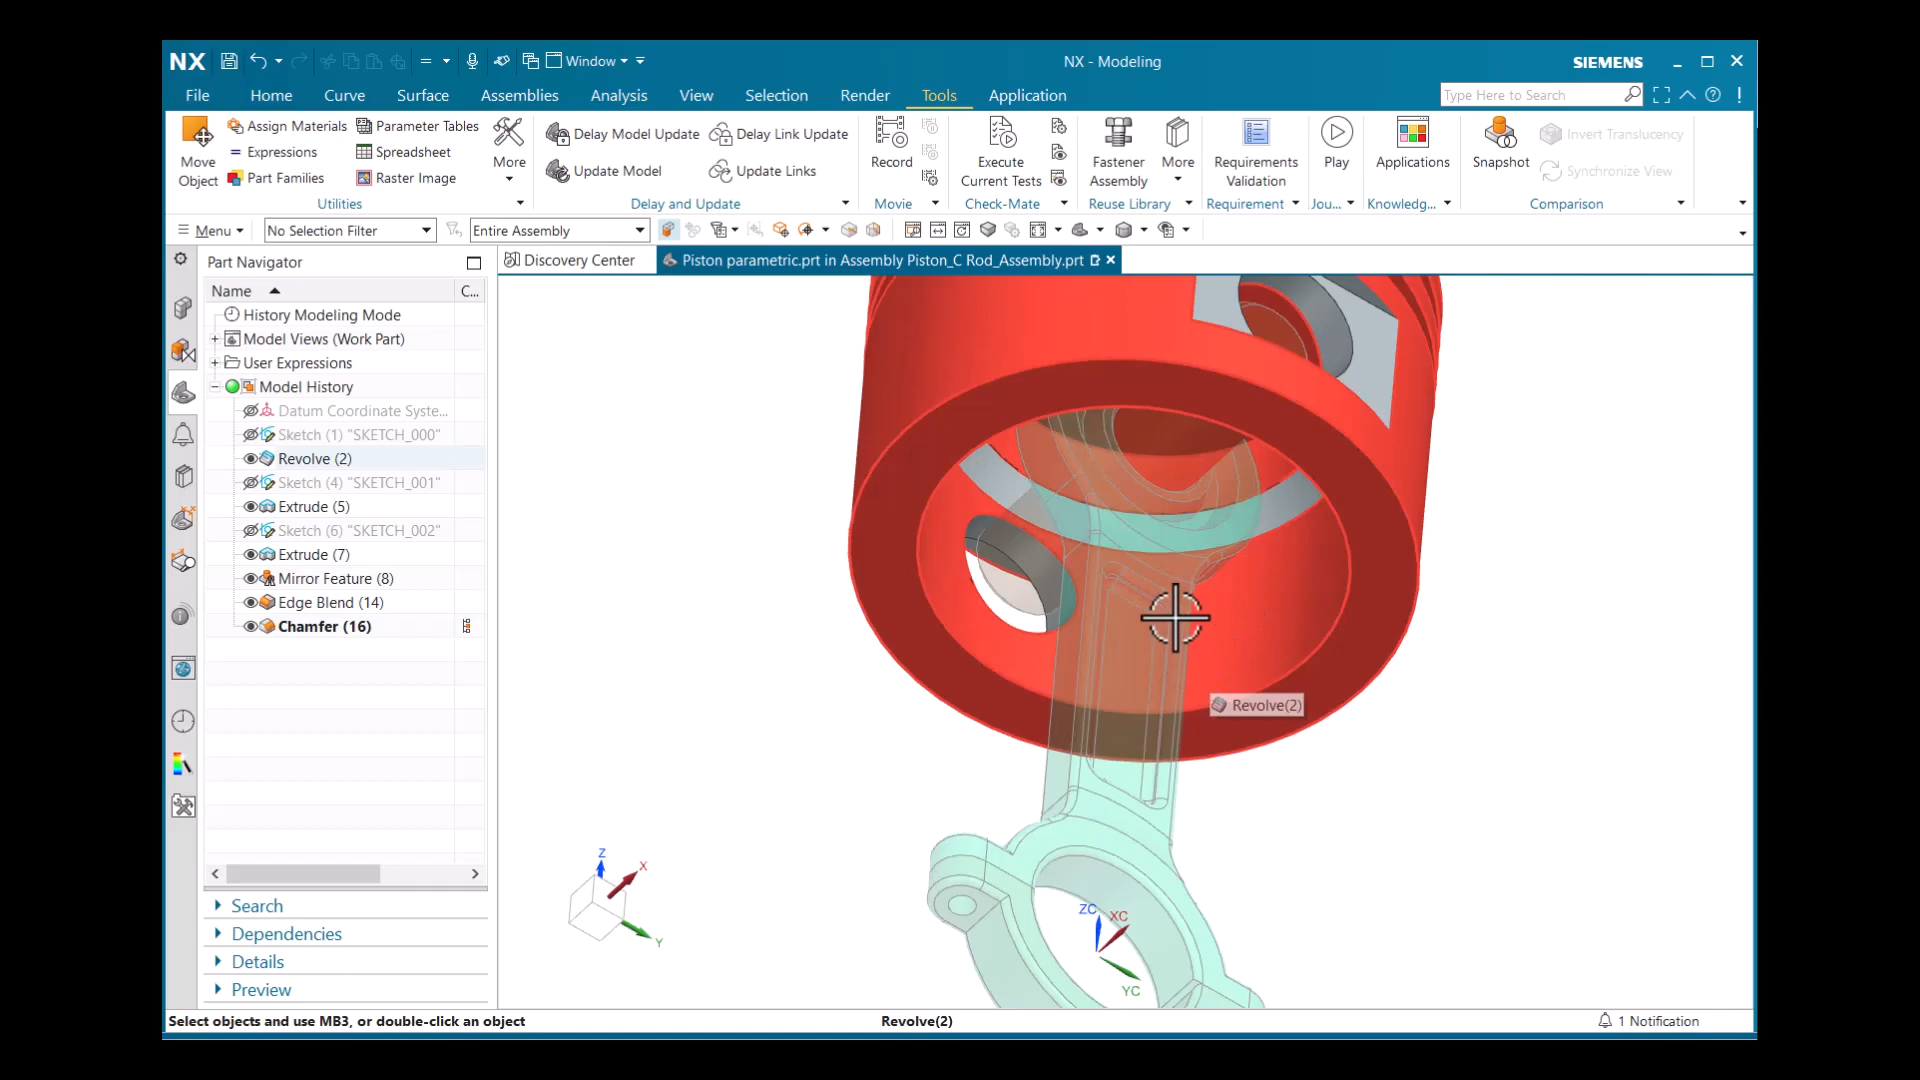 NX
Window
NX - Modeling
SIEMENS
File
Home
Curve
Surface
Assemblies
Analysis
View
Selection
Render
Tools
Application
Type Here to Search
Move
Object
Assign Materials
Expressions
Part Families
Parameter Tables
Spreadsheet
Raster Image
More
Utilities
Delay Model Update
Update Model
Delay Link Update
Update Links
Delay and Update
Record
Movie
Execute
Current Tests
Check-Mate
Fastener
Assembly
More
Reuse Library
Requirements
Validation
Requirement
Play
Jou...
Applications
Knowledg...
Snapshot
Invert Translucency
Synchronize View
Comparison
Menu
No Selection Filter
Entire Assembly
Part Navigator
Discovery Center
Piston parametric.prt in Assembly Piston_C Rod_Assembly.prt
Name
C...
History Modeling Mode
Model Views (Work Part)
User Expressions
Model History
Datum Coordinate Syste...
Sketch (1) "SKETCH_000"
Revolve (2)
Sketch (4) "SKETCH_001"
Extrude (5)
Sketch (6) "SKETCH_002"
Extrude (7)
Mirror Feature (8)
Edge Blend (14)
Chamfer (16)
Revolve(2)
Z
X
Y
ZC
XC
YC
Search
Dependencies
Details
Preview
Select objects and use MB3, or double-click an object
Revolve(2)
1 Notification